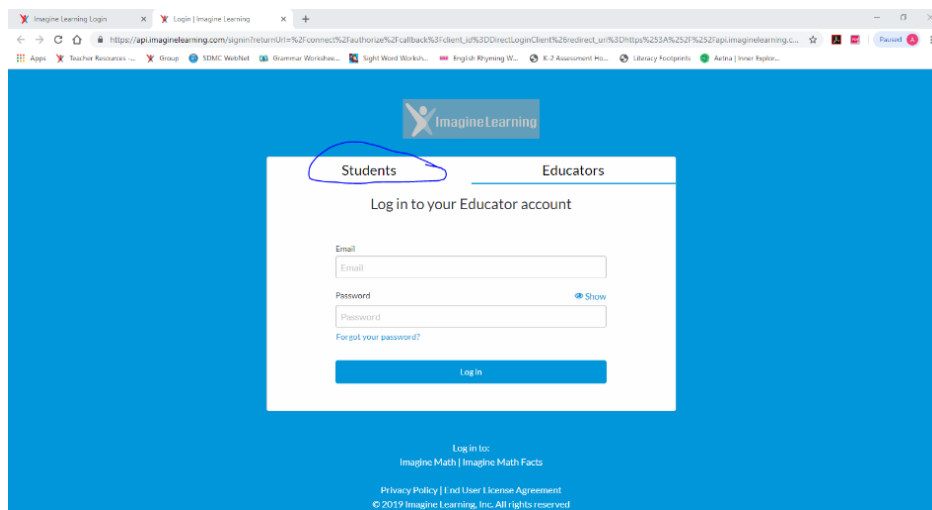 Imagine Learning Login
Login | Imagine Learning
https://api.imaginelearning.com/signin?returnUrl=%2Fconnect%2Fauthorize%2Fcallback%3Fclient_id%3DDirectLoginClient%26redirect_uri%3Dhttps%253A%252F%252Fapi.imaginelearning.c...
Paused
Apps Teacher Resources -... Group SDMC WebNet Grammar Workshee... Sight Word Worksh... English Rhyming W... K-2 Assessment Ho... Literacy Footprints Aetna | Inner Explor...
ImagineLearning
Students Educators
Log in to your Educator account
Email
Email
Password Show
Password
Forgot your password?
Log In
Log in to:
Imagine Math | Imagine Math Facts
Privacy Policy | End User License Agreement
© 2019 Imagine Learning, Inc. All rights reserved